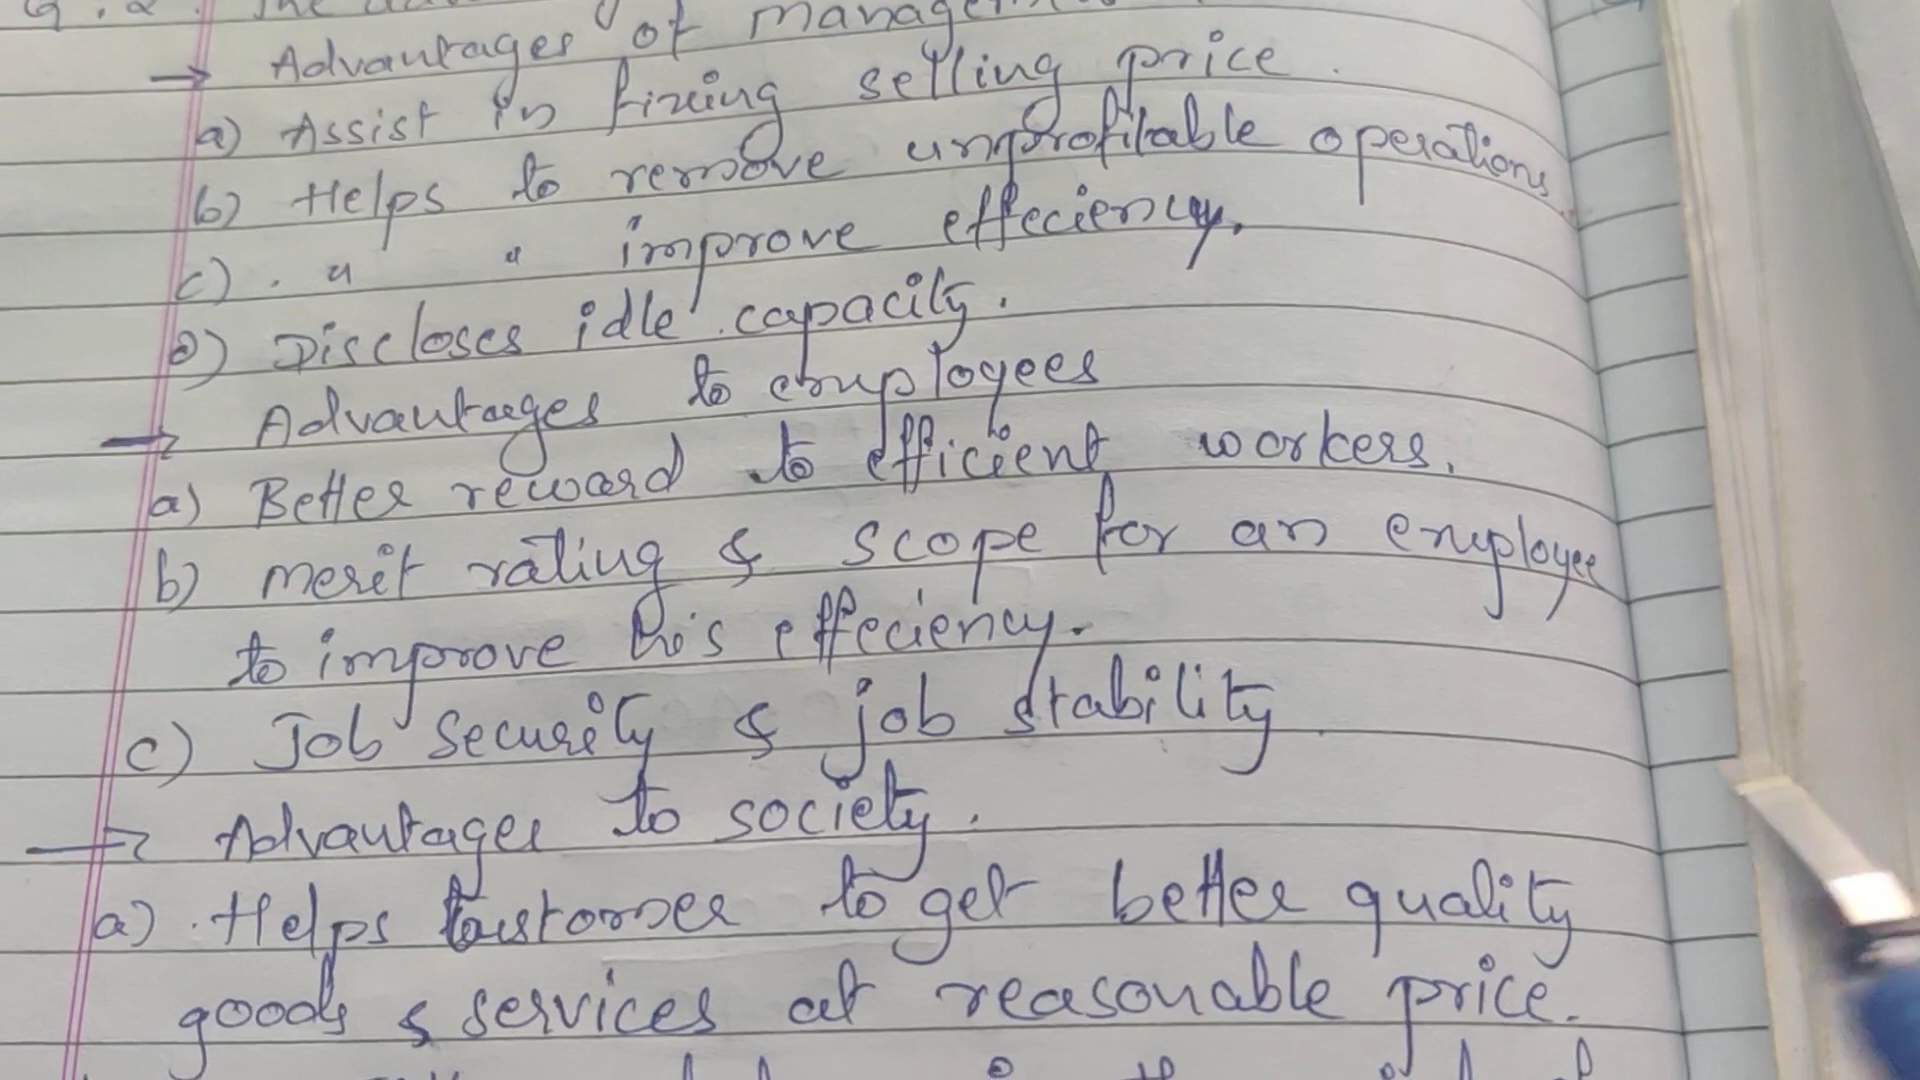 The
→ Advantages of manage
a) Assist in fixing selling price.
b) Helps to remove unprofitable operations
c). " " improve effeciency.
d) Discloses idle capacity.
→ Advantages to employees
a) Better reward to efficient workers.
b) merit rating & scope for an employee
to improve his effeciency.
c) Job security & job stability
→ Advantages to society.
a). Helps customer to get better quality
goods & services at reasonable price.